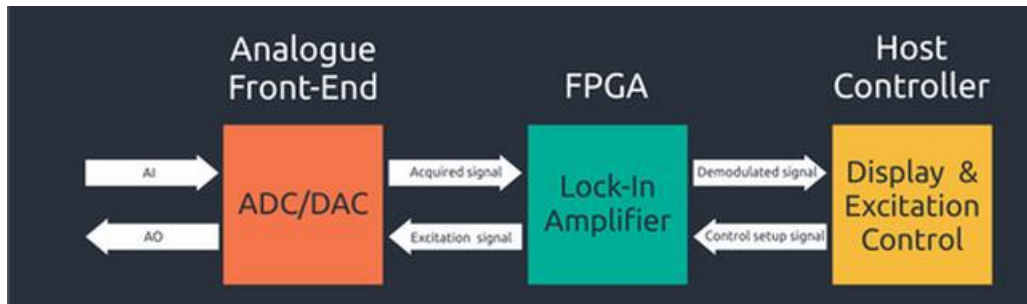 Analogue
Front-End
FPGA
Host
Controller
AI
AO
ADC/DAC
Acquired signal
Excitation signal
Lock-In
Amplifier
Demodulated signal
Control setup signal
Display &
Excitation
Control